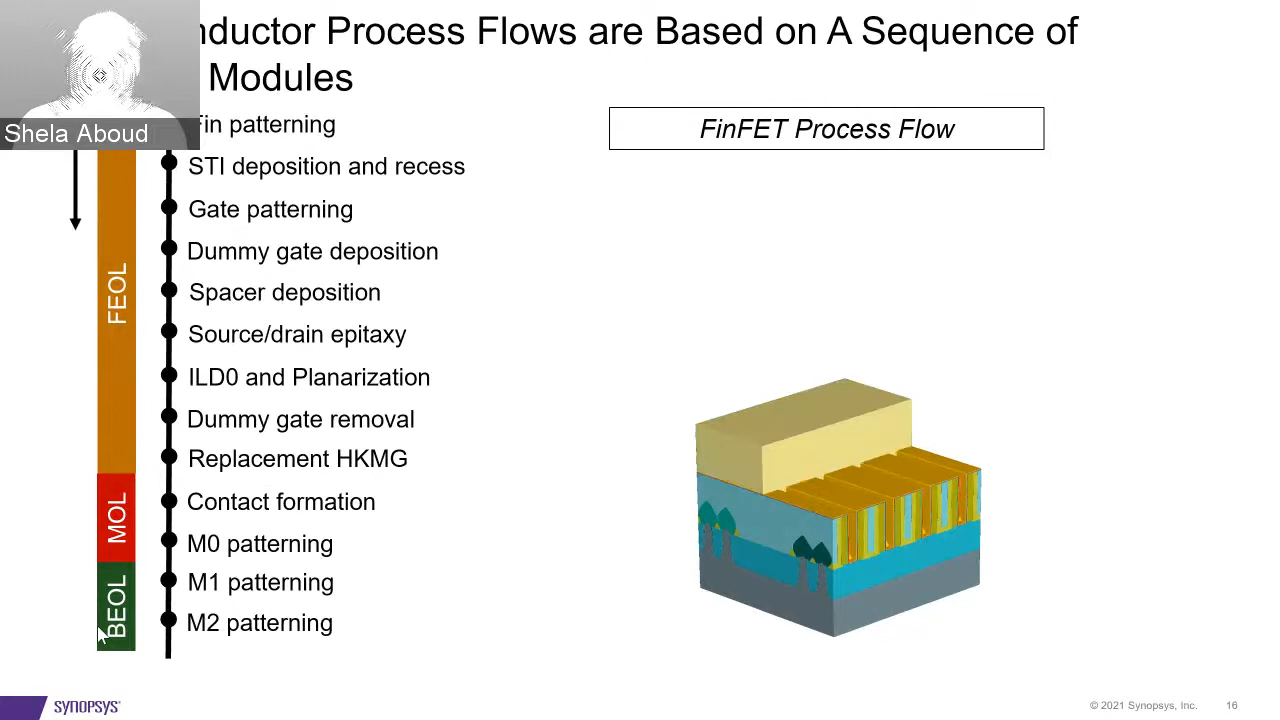 nductor Process Flows are Based on A Sequence of
Modules
Shela Aboud
Fin patterning
FinFET Process Flow
STI deposition and recess
Gate patterning
Dummy gate deposition
Spacer deposition
Source/drain epitaxy
ILD0 and Planarization
Dummy gate removal
Replacement HKMG
Contact formation
M0 patterning
M1 patterning
M2 patterning
FEOL
MOL
BEOL
SYNOPSYS
© 2021 Synopsys, Inc.
16